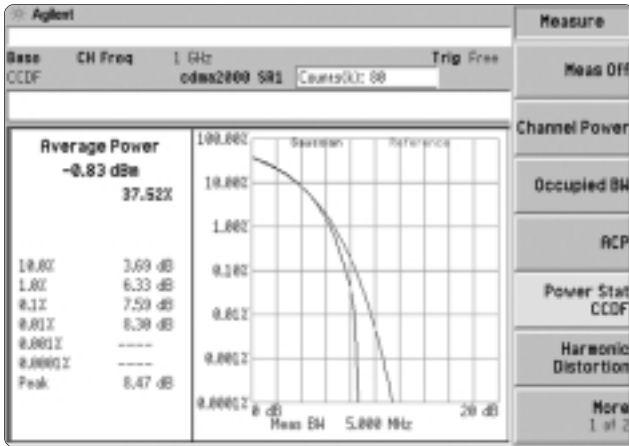 Agilent
Base CH Freq 1 GHz Trig Free
CCDF cdma2000 SR1 Counts(k): 80
Average Power
-0.83 dBm
37.52%
10.0% 3.69 dB
1.0% 6.33 dB
0.1% 7.59 dB
0.01% 8.30 dB
0.001% ----
0.0001% ----
Peak 8.47 dB
100.00%
Gaussian Reference
10.00%
1.00%
0.10%
0.01%
0.001%
0.0001%
0 dB 20 dB
Meas BW 5.000 MHz
Measure
Meas Off
Channel Power
Occupied BW
ACP
Power Stat
CCDF
Harmonic
Distortion
More
1 of 2